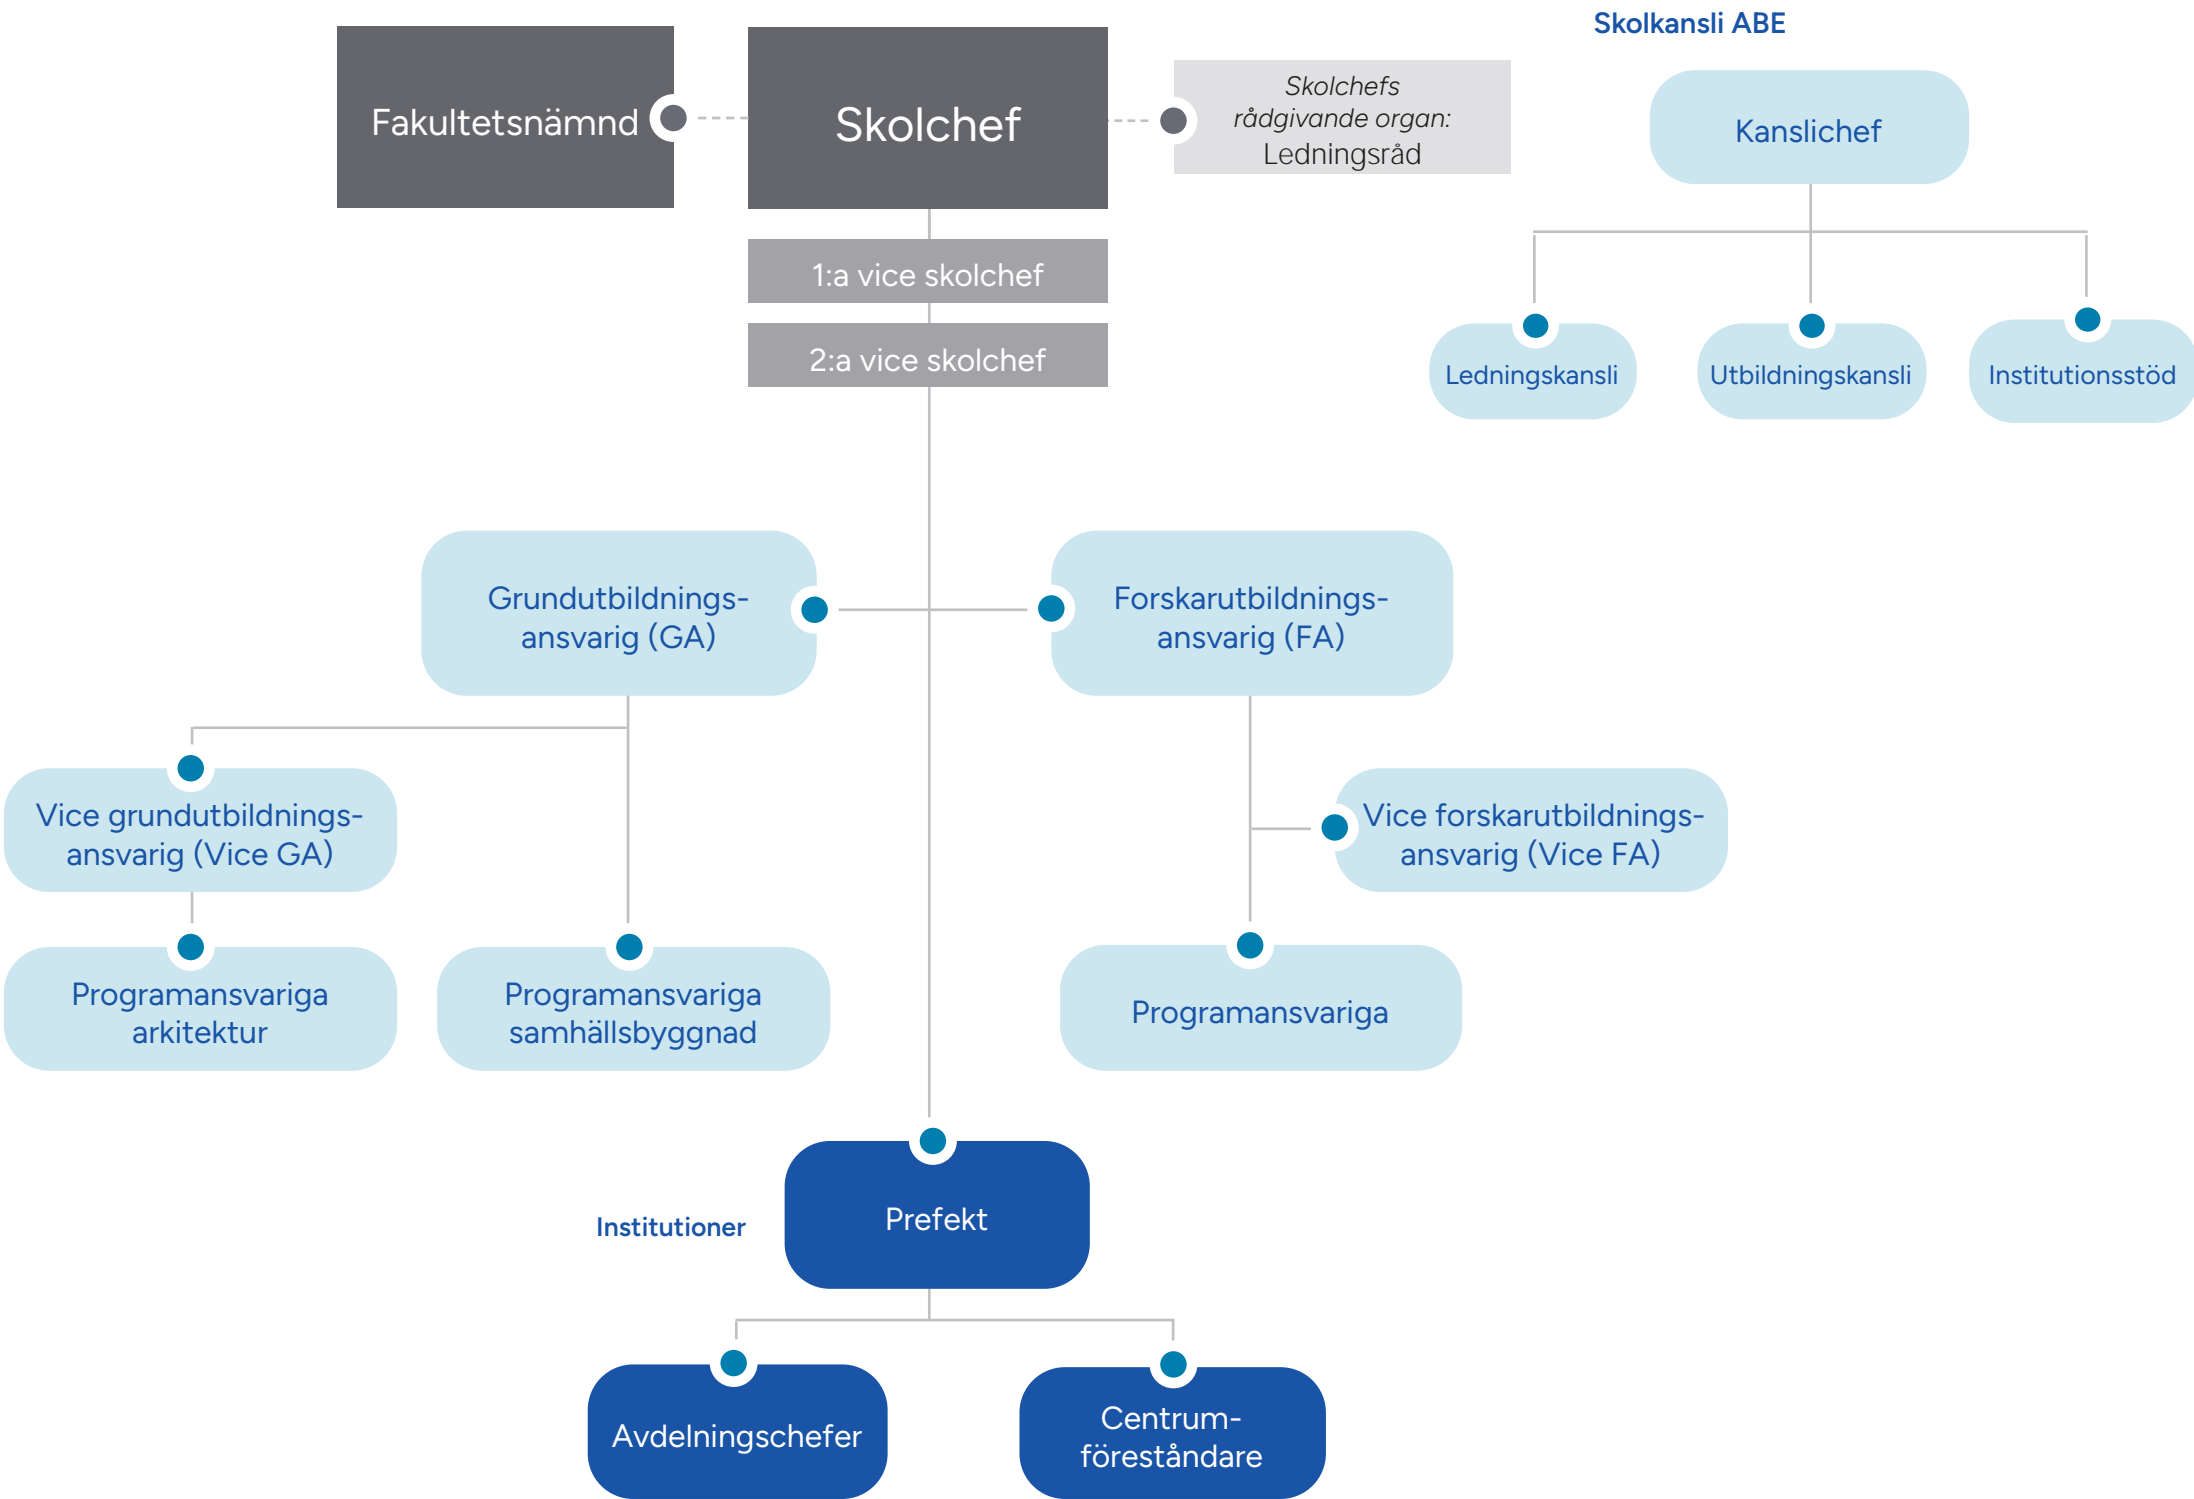 Skolkansli ABE
Fakultetsnämnd
Skolchef
Skolchefs
rådgivande organ:
Ledningsråd
Kanslichef
1:a vice skolchef
2:a vice skolchef
Ledningskansli
Utbildningskansli
Institutionsstöd
Grundutbildnings-
ansvarig (GA)
Forskarutbildnings-
ansvarig (FA)
Vice grundutbildnings-
ansvarig (Vice GA)
Vice forskarutbildnings-
ansvarig (Vice FA)
Programansvariga
arkitektur
Programansvariga
samhällsbyggnad
Programansvariga
Institutioner
Prefekt
Avdelningschefer
Centrum-
föreståndare